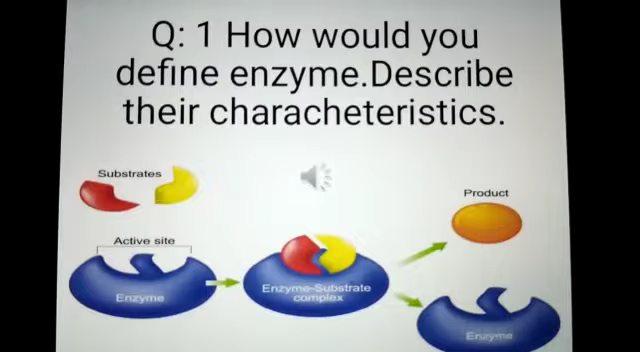 Q: 1 How would you
define enzyme.Describe
their characheteristics.
Substrates
Product
Active site
Enzyme
Enzyme-Substrate
complex
Enzyme